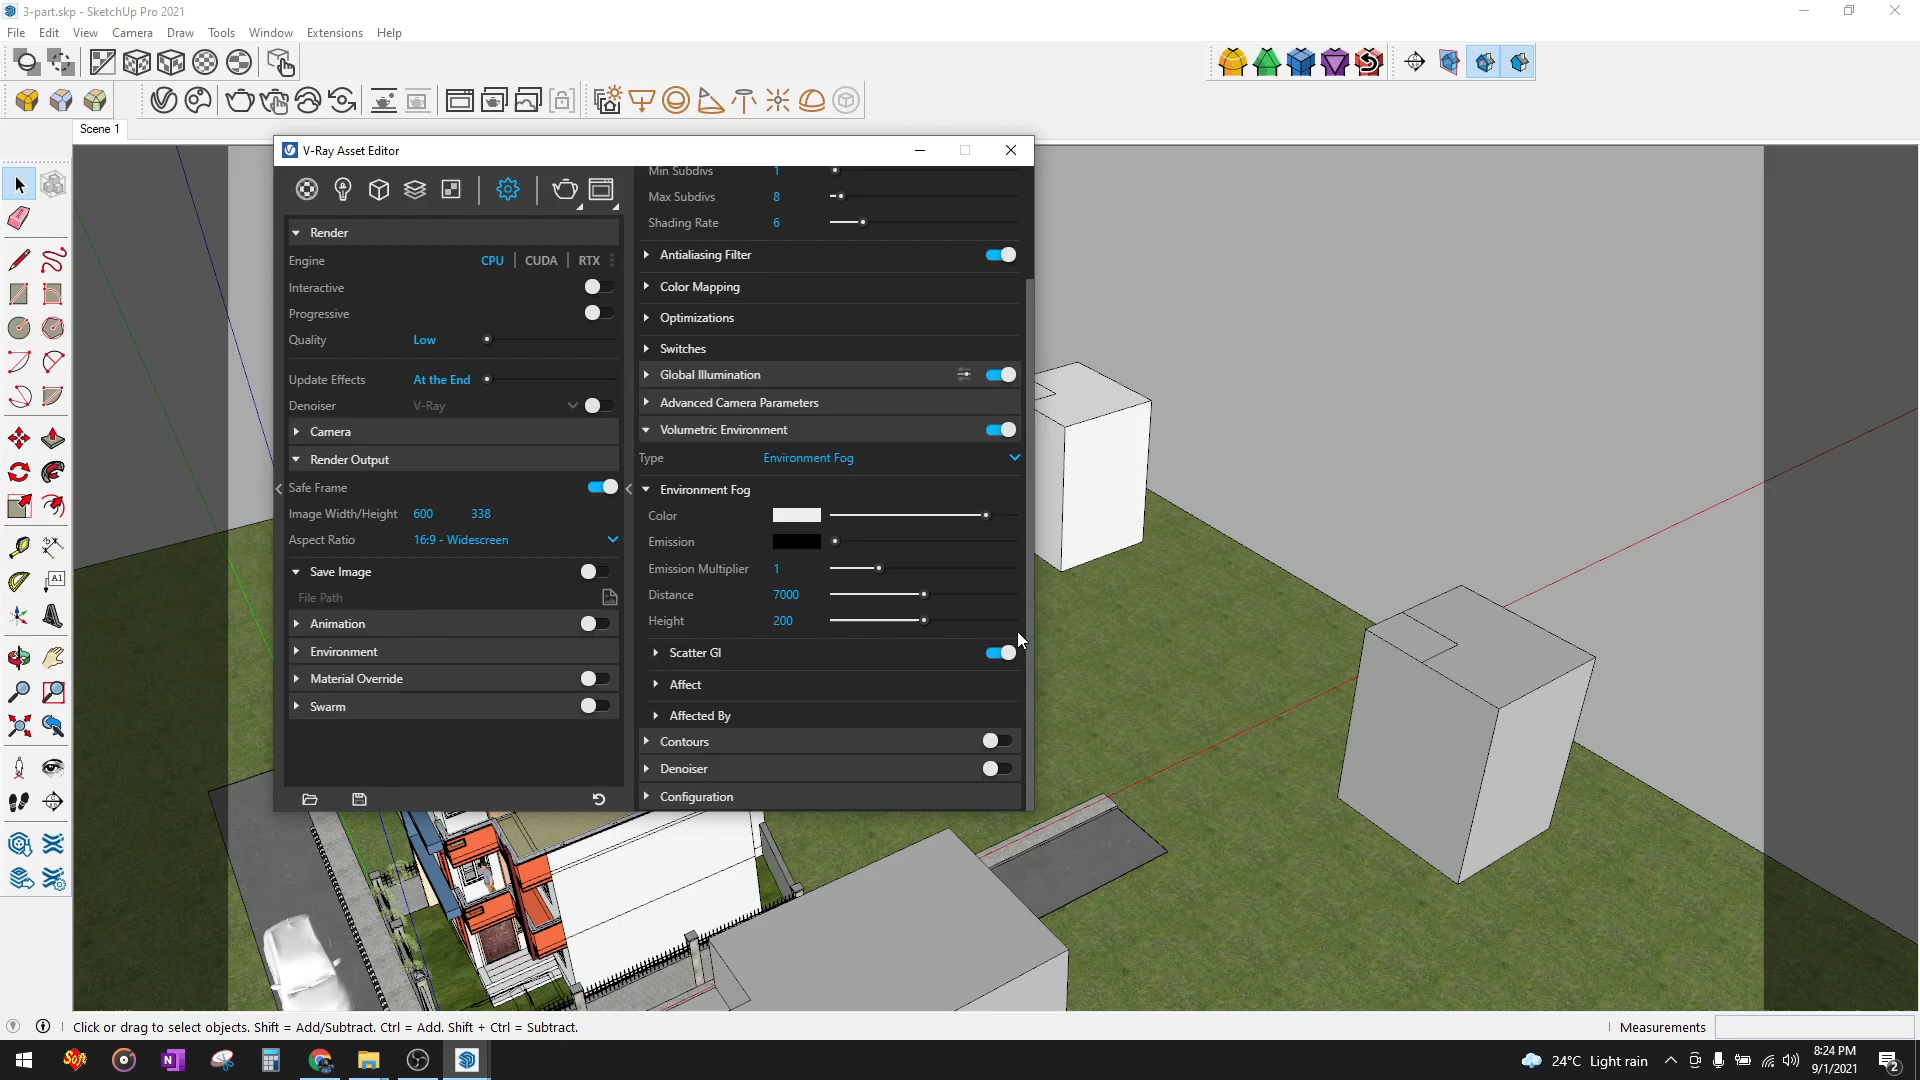 3-part.skp - SketchUp Pro 2021
File Edit View Camera Draw Tools Window Extensions Help
Scene 1
V-Ray Asset Editor
Render
Engine CPU CUDA RTX
Interactive
Progressive
Quality Low
Update Effects At the End
Denoiser V-Ray
Camera
Render Output
Safe Frame
Image Width/Height 600 338
Aspect Ratio 16:9 - Widescreen
Save Image
File Path
Animation
Environment
Material Override
Swarm
Min Subdivs 1
Max Subdivs 8
Shading Rate 6
Antialiasing Filter
Color Mapping
Optimizations
Switches
Global Illumination
Advanced Camera Parameters
Volumetric Environment
Type Environment Fog
Environment Fog
Color
Emission
Emission Multiplier 1
Distance 7000
Height 200
Scatter GI
Affect
Affected By
Contours
Denoiser
Configuration
A1
Click or drag to select objects. Shift = Add/Subtract. Ctrl = Add. Shift + Ctrl = Subtract.
Measurements
Soft
24°C Light rain
8:24 PM
9/1/2021
2